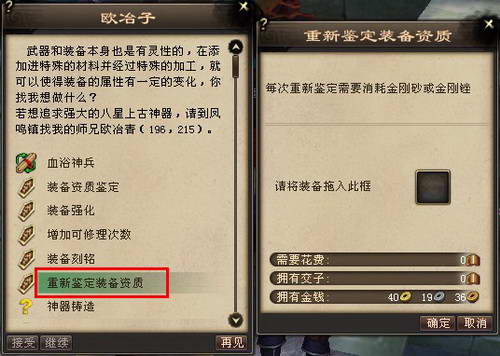 欧冶子
武器和装备本身也是有灵性的，在添
加进特殊的材料并经过特殊的加工，就
可以使得装备的属性有一定的变化，你
找我想做什么？
若想追求强大的八星上古神器，请到凤
鸣镇找我的师兄欧冶青（196，215）。
血浴神兵
装备资质鉴定
装备强化
增加可修理次数
装备刻铭
重新鉴定装备资质
神器铸造
接受 继续 再见
重新鉴定装备资质
每次重新鉴定需要消耗金刚砂或金刚锉
请将装备拖入此框
需要花费: 0
拥有交子: 0
拥有金钱: 40 19 36
确定 取消